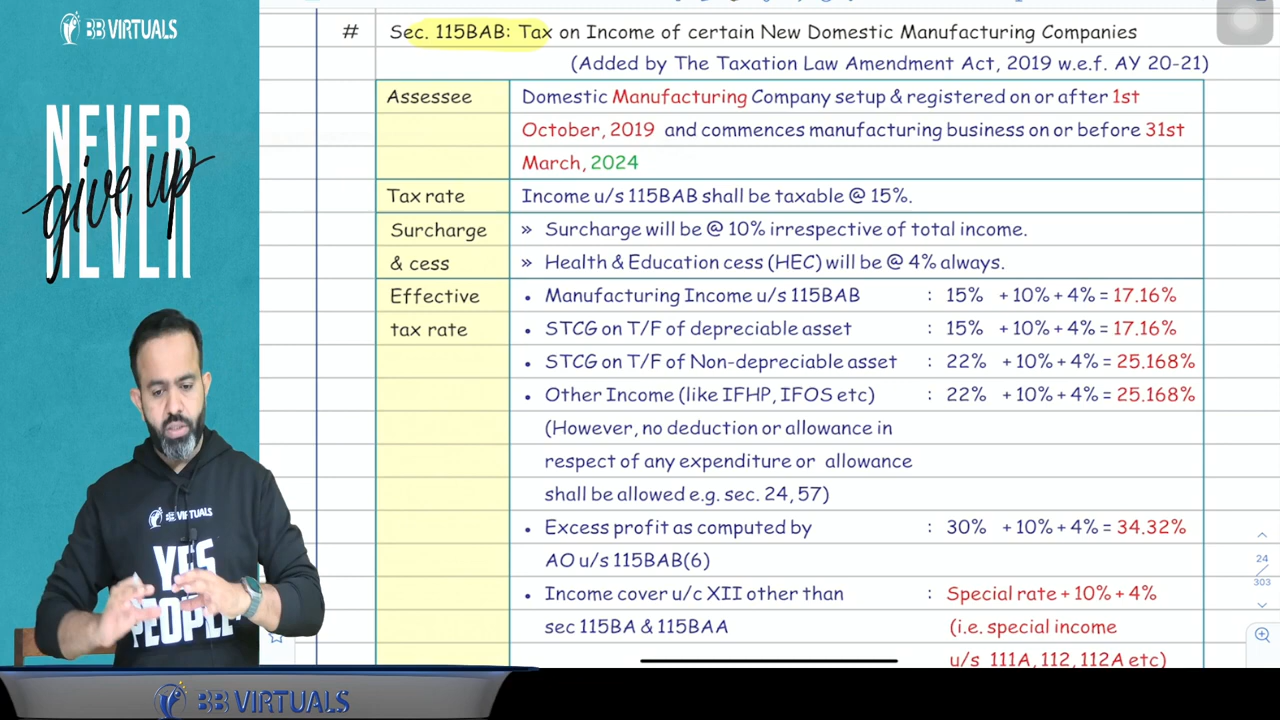 BB VIRTUALS
NEVER
give up
NEVER
# Sec. 115BAB: Tax on Income of certain New Domestic Manufacturing Companies
(Added by The Taxation Law Amendment Act, 2019 w.e.f. AY 20-21)
Assessee Domestic Manufacturing Company setup & registered on or after 1st
October, 2019 and commences manufacturing business on or before 31st
March, 2024
Tax rate Income u/s 115BAB shall be taxable @ 15%.
Surcharge » Surcharge will be @ 10% irrespective of total income.
& cess » Health & Education cess (HEC) will be @ 4% always.
Effective • Manufacturing Income u/s 115BAB : 15% + 10% + 4% = 17.16%
tax rate • STCG on T/F of depreciable asset : 15% + 10% + 4% = 17.16%
• STCG on T/F of Non-depreciable asset : 22% + 10% + 4% = 25.168%
• Other Income (like IFHP, IFOS etc) : 22% + 10% + 4% = 25.168%
(However, no deduction or allowance in
respect of any expenditure or allowance
shall be allowed e.g. sec. 24, 57)
• Excess profit as computed by : 30% + 10% + 4% = 34.32%
AO u/s 115BAB(6)
• Income cover u/c XII other than : Special rate + 10% + 4%
sec 115BA & 115BAA (i.e. special income
u/s 111A, 112, 112A etc)
24
303
BB VIRTUALS
YES
PEOPLE
BB VIRTUALS